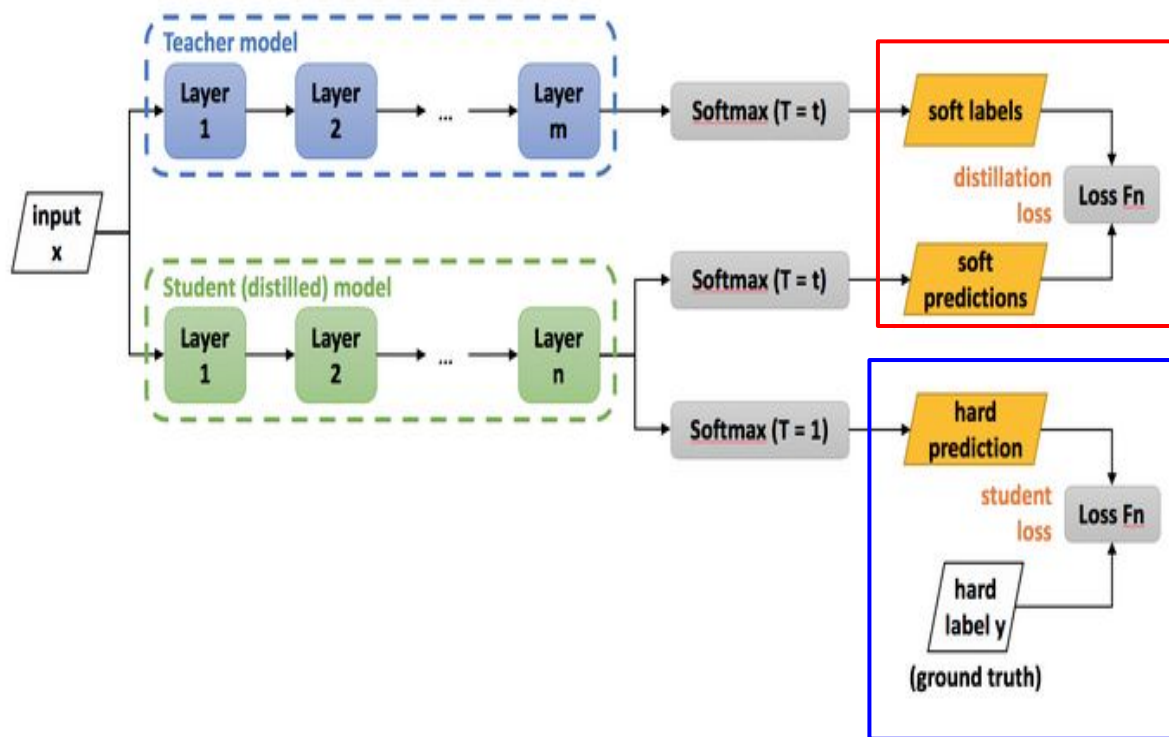 Teacher model
Layer
1
Layer
2
...
Layer
m
Softmax (T = t)
soft labels
distillation
loss
Loss Fn
input
x
Student (distilled) model
Layer
1
Layer
2
...
Layer
n
Softmax (T = t)
soft
predictions
Softmax (T = 1)
hard
prediction
student
loss
Loss Fn
hard
label y
(ground truth)